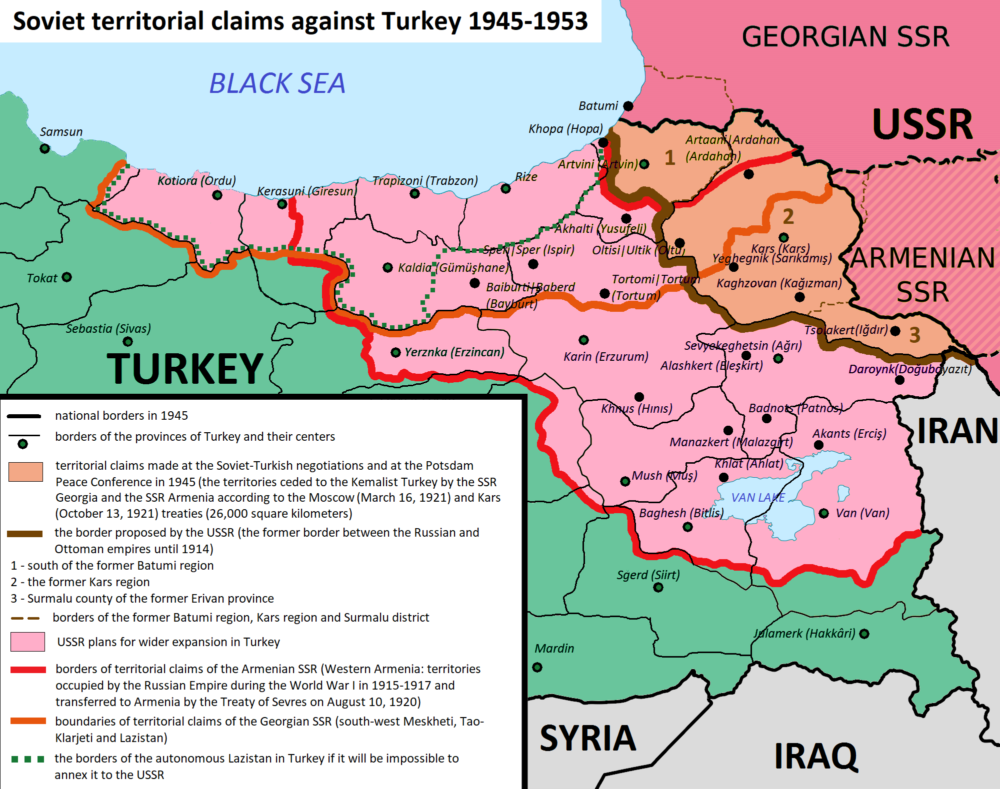 Soviet territorial claims against Turkey 1945-1953
GEORGIAN SSR
BLACK SEA
Batumi
USSR
Khopa (Hopa)
Samsun
Artaani|Ardahan
(Ardahan)
1
Artvini (Artvin)
Kotiora (Ordu)
Kerasuni (Giresun)
Trapizoni (Trabzon)
Rize
2
Akhalti (Yusufeli)
Speri|Sper (Ispir)
Oltisi|Ultik (Oltu)
Kars (Kars)
Yeghegnik (Sarıkamış)
ARMENIAN
SSR
Tokat
Kaldia (Gümüşhane)
Baiburti|Baberd
(Bayburt)
Tortomi|Tortum
(Tortum)
Kaghzovan (Kağızman)
Sebastia (Sivas)
Tsolakert(Iğdır)
3
TURKEY
Yerznka (Erzincan)
Karin (Erzurum)
Sevyekeghetsin (Ağrı)
Alashkert (Eleşkirt)
Daroynk(Doğubayazıt)
Khnus (Hınıs)
Badnots (Patnos)
IRAN
Manazkert (Malazgirt)
Akants (Erciş)
Khlat (Ahlat)
Mush (Muş)
VAN LAKE
Baghesh (Bitlis)
Van (Van)
Sgerd (Siirt)
Julamerk (Hakkâri)
Mardin
SYRIA
IRAQ
national borders in 1945
borders of the provinces of Turkey and their centers
territorial claims made at the Soviet-Turkish negotiations and at the Potsdam
Peace Conference in 1945 (the territories ceded to the Kemalist Turkey by the SSR
Georgia and the SSR Armenia according to the Moscow (March 16, 1921) and Kars
(October 13, 1921) treaties (26,000 square kilometers)
the border proposed by the USSR (the former border between the Russian and
Ottoman empires until 1914)
1 - south of the former Batumi region
2 - the former Kars region
3 - Surmalu county of the former Erivan province
borders of the former Batumi region, Kars region and Surmalu district
USSR plans for wider expansion in Turkey
borders of territorial claims of the Armenian SSR (Western Armenia: territories
occupied by the Russian Empire during the World War I in 1915-1917 and
transferred to Armenia by the Treaty of Sevres on August 10, 1920)
boundaries of territorial claims of the Georgian SSR (south-west Meskheti, Tao-
Klarjeti and Lazistan)
the borders of the autonomous Lazistan in Turkey if it will be impossible to
annex it to the USSR